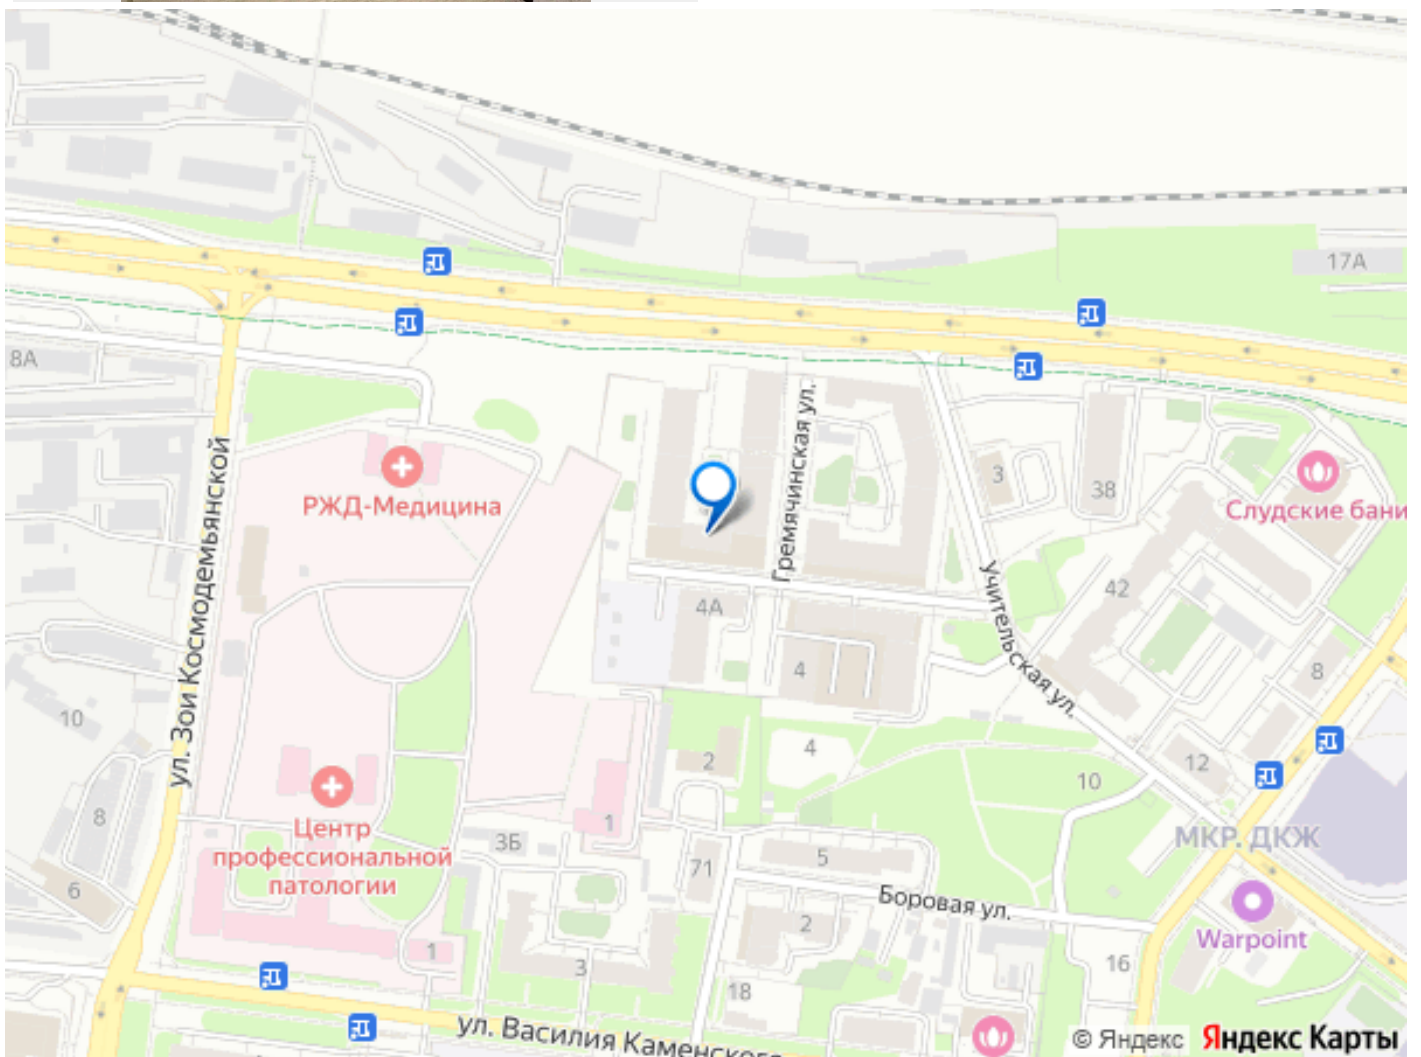 17А
8А
ул. Зои Космодемьянской
РЖД-Медицина
Гремячинская ул.
3
38
Слудские бани
42
Учительская ул.
4А
4
8
10
2
4
12
10
8
1
3Б
71
5
МКР. ДКЖ
Центр
профессиональной
патологии
6
Боровая ул.
2
Warpoint
1
3
16
18
ул. Василия Каменского
© Яндекс Яндекс Карты